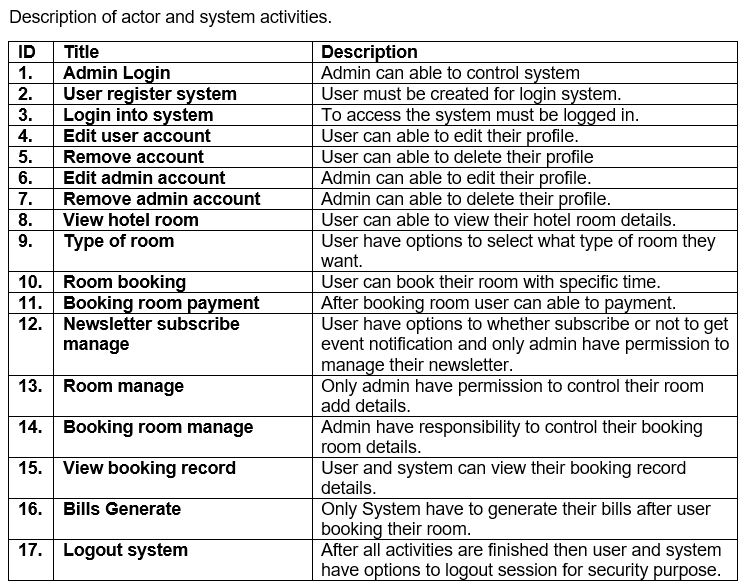 Description of actor and system activities.
ID Title Description
1. Admin Login Admin can able to control system
2. User register system User must be created for login system.
3. Login into system To access the system must be logged in.
4. Edit user account User can able to edit their profile.
5. Remove account User can able to delete their profile
6. Edit admin account Admin can able to edit their profile.
7. Remove admin account Admin can able to delete their profile.
8. View hotel room User can able to view their hotel room details.
9. Type of room User have options to select what type of room they
want.
10. Room booking User can book their room with specific time.
11. Booking room payment After booking room user can able to payment.
12. Newsletter subscribe User have options to whether subscribe or not to get
manage event notification and only admin have permission to
manage their newsletter.
13. Room manage Only admin have permission to control their room
add details.
14. Booking room manage Admin have responsibility to control their booking
room details.
15. View booking record User and system can view their booking record
details.
16. Bills Generate Only System have to generate their bills after user
booking their room.
17. Logout system After all activities are finished then user and system
have options to logout session for security purpose.